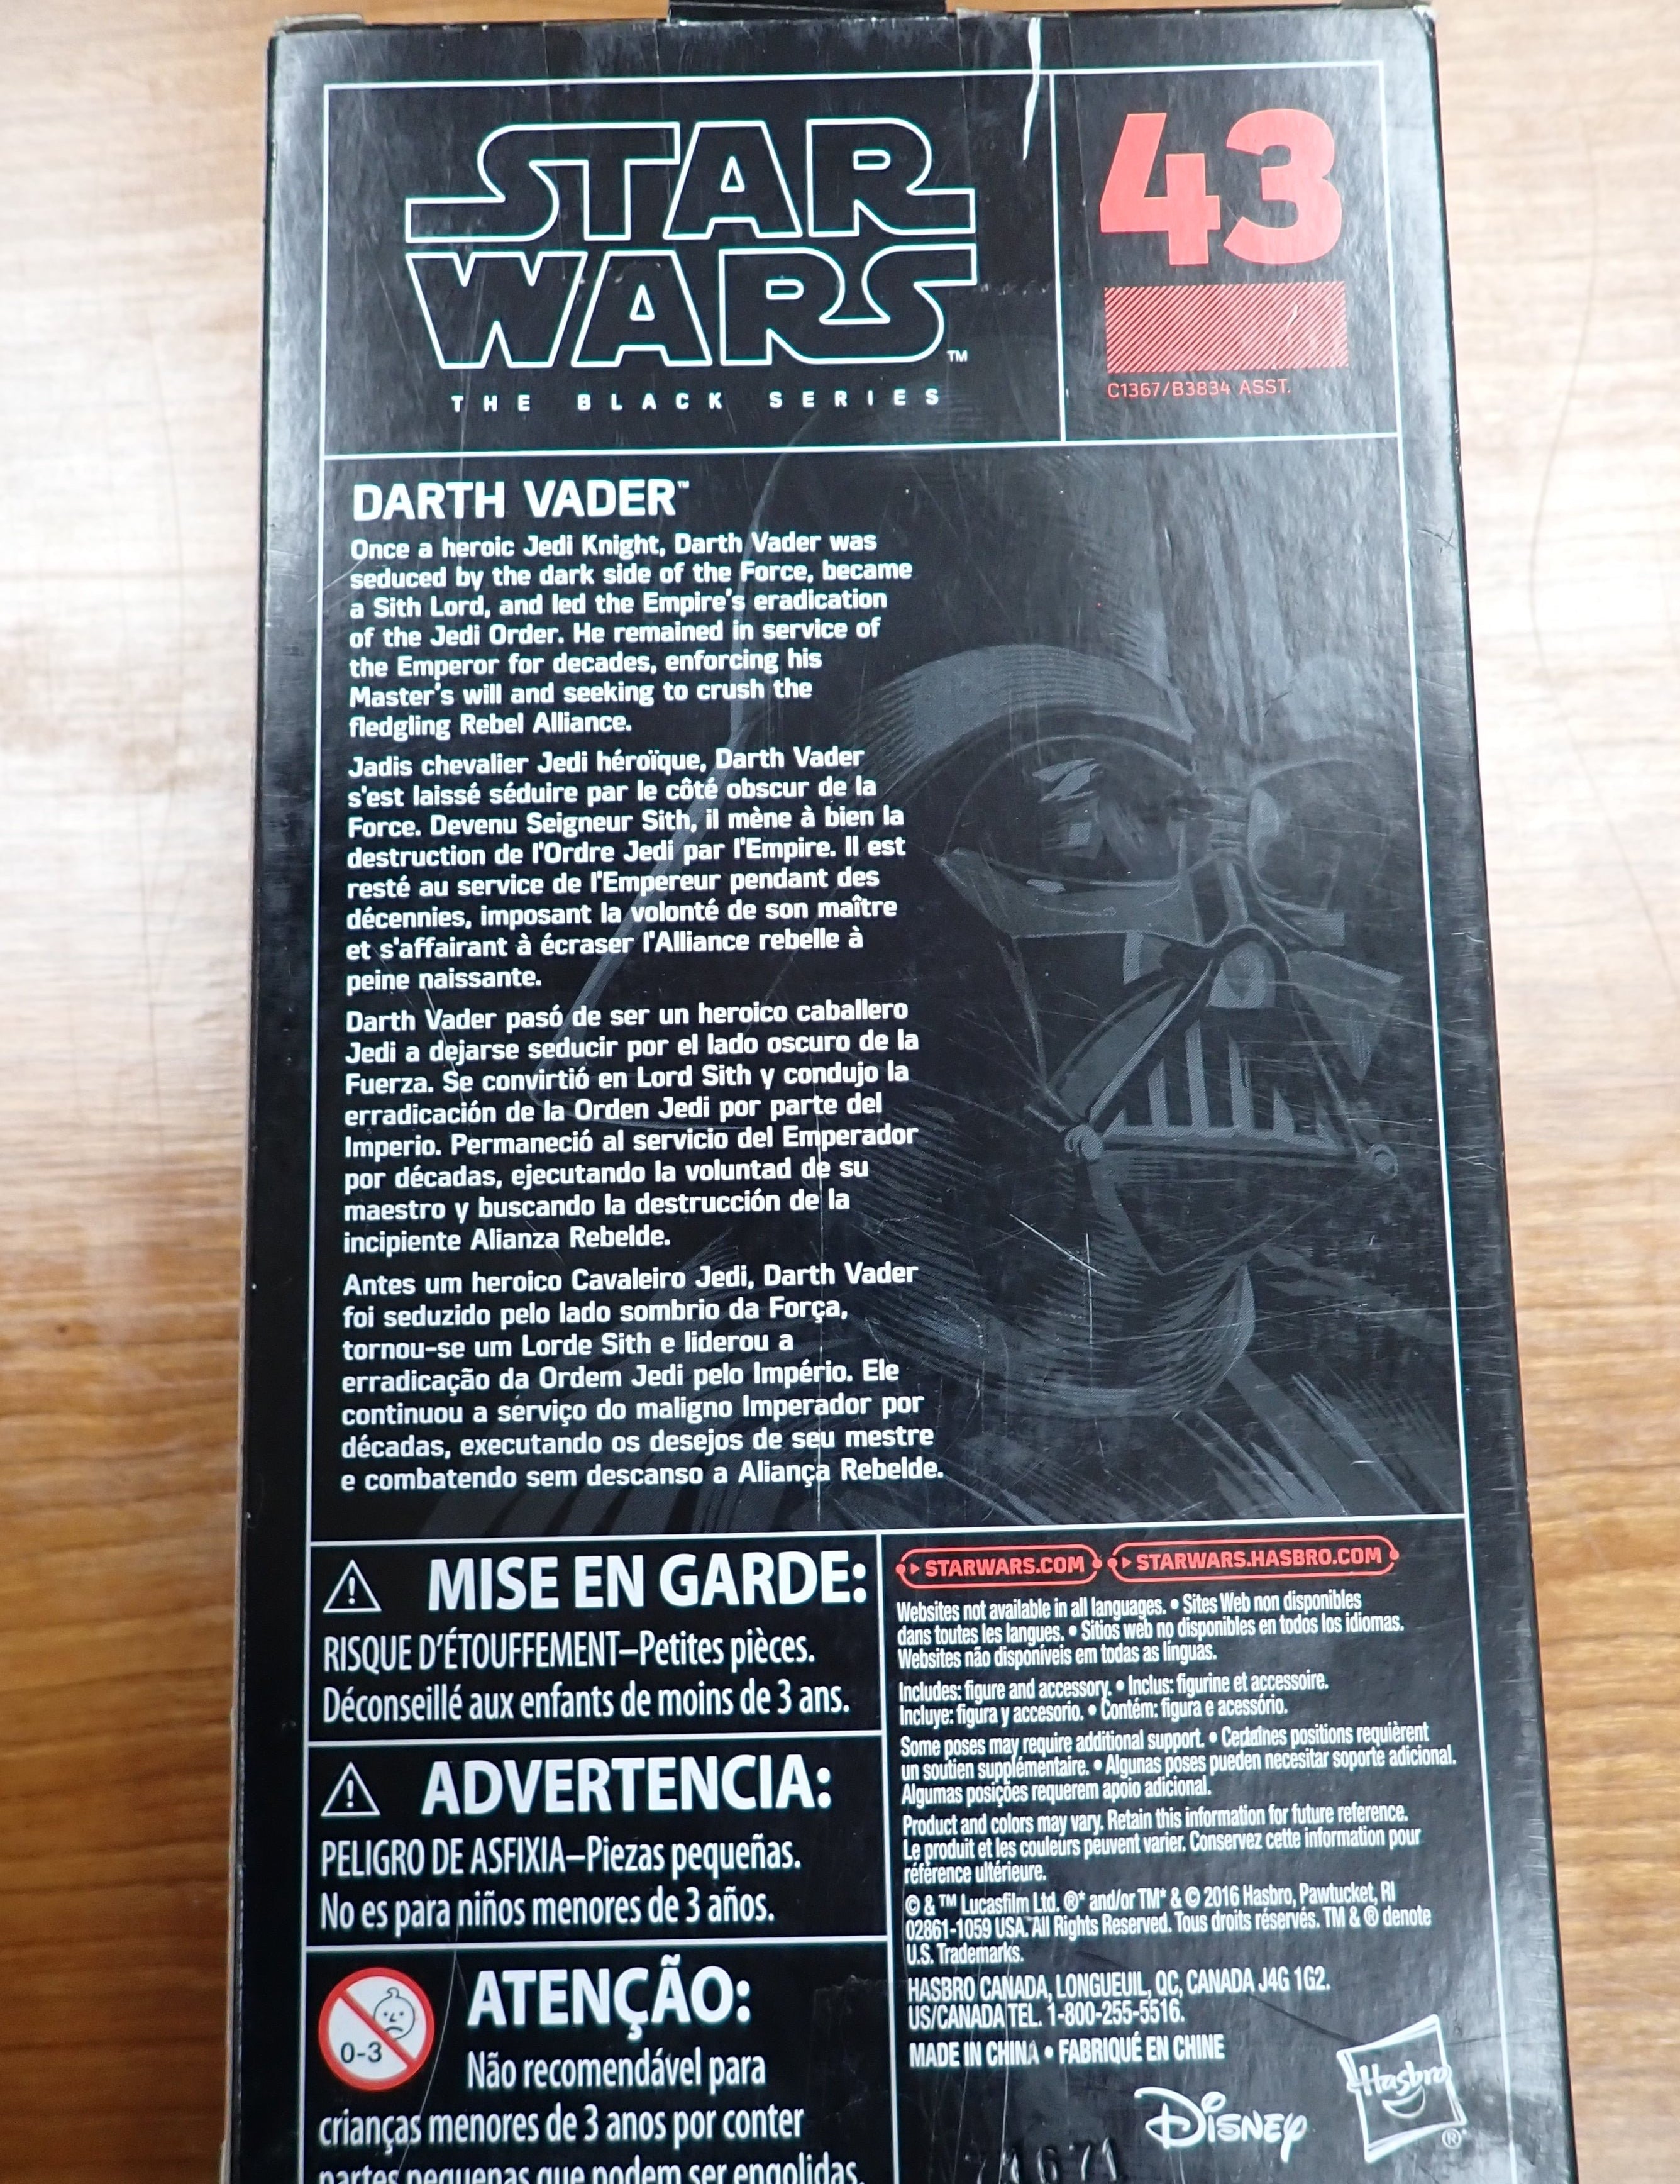 STAR
WARS™
THE BLACK SERIES
43
C1367/B3834 ASST.
DARTH VADER™
Once a heroic Jedi Knight, Darth Vader was
seduced by the dark side of the Force, became
a Sith Lord, and led the Empire's eradication
of the Jedi Order. He remained in service of
the Emperor for decades, enforcing his
Master's will and seeking to crush the
fledgling Rebel Alliance.
Jadis chevalier Jedi héroïque, Darth Vader
s'est laissé séduire par le côté obscur de la
Force. Devenu Seigneur Sith, il mène à bien la
destruction de l'Ordre Jedi par l'Empire. Il est
resté au service de l'Empereur pendant des
décennies, imposant la volonté de son maître
et s'affairant à écraser l'Alliance rebelle à
peine naissante.
Darth Vader pasó de ser un heroico caballero
Jedi a dejarse seducir por el lado oscuro de la
Fuerza. Se convirtió en Lord Sith y condujo la
erradicación de la Orden Jedi por parte del
Imperio. Permaneció al servicio del Emperador
por décadas, ejecutando la voluntad de su
maestro y buscando la destrucción de la
incipiente Alianza Rebelde.
Antes um heroico Cavaleiro Jedi, Darth Vader
foi seduzido pelo lado sombrio da Força,
tornou-se um Lorde Sith e liderou a
erradicação da Ordem Jedi pelo Império. Ele
continuou a serviço do maligno Imperador por
décadas, executando os desejos de seu mestre
e combatendo sem descanso a Aliança Rebelde.
MISE EN GARDE:
RISQUE D'ÉTOUFFEMENT–Petites pièces.
Déconseillé aux enfants de moins de 3 ans.
ADVERTENCIA:
PELIGRO DE ASFIXIA–Piezas pequeñas.
No es para niños menores de 3 años.
0-3
ATENÇÃO:
Não recomendável para
crianças menores de 3 anos por conter
partes pequenas que podem ser engolidas.
STARWARS.COM STARWARS.HASBRO.COM
Websites not available in all languages. • Sites Web non disponibles
dans toutes les langues. • Sitios web no disponibles en todos los idiomas.
Websites não disponíveis em todas as línguas.
Includes: figure and accessory. • Inclus: figurine et accessoire.
Incluye: figura y accesorio. • Contém: figura e acessório.
Some poses may require additional support. • Certaines positions requièrent
un soutien supplémentaire. • Algunas poses pueden necesitar soporte adicional.
Algumas posições requerem apoio adicional.
Product and colors may vary. Retain this information for future reference.
Le produit et les couleurs peuvent varier. Conservez cette information pour
référence ultérieure.
© & ™ Lucasfilm Ltd. ®* and/or TM* & © 2016 Hasbro, Pawtucket, RI
02861-1059 USA. All Rights Reserved. Tous droits réservés. TM & ® denote
U.S. Trademarks.
HASBRO CANADA, LONGUEUIL, QC, CANADA J4G 1G2.
US/CANADA TEL. 1-800-255-5516.
MADE IN CHINA • FABRIQUÉ EN CHINE
DISNEY
Hasbro®